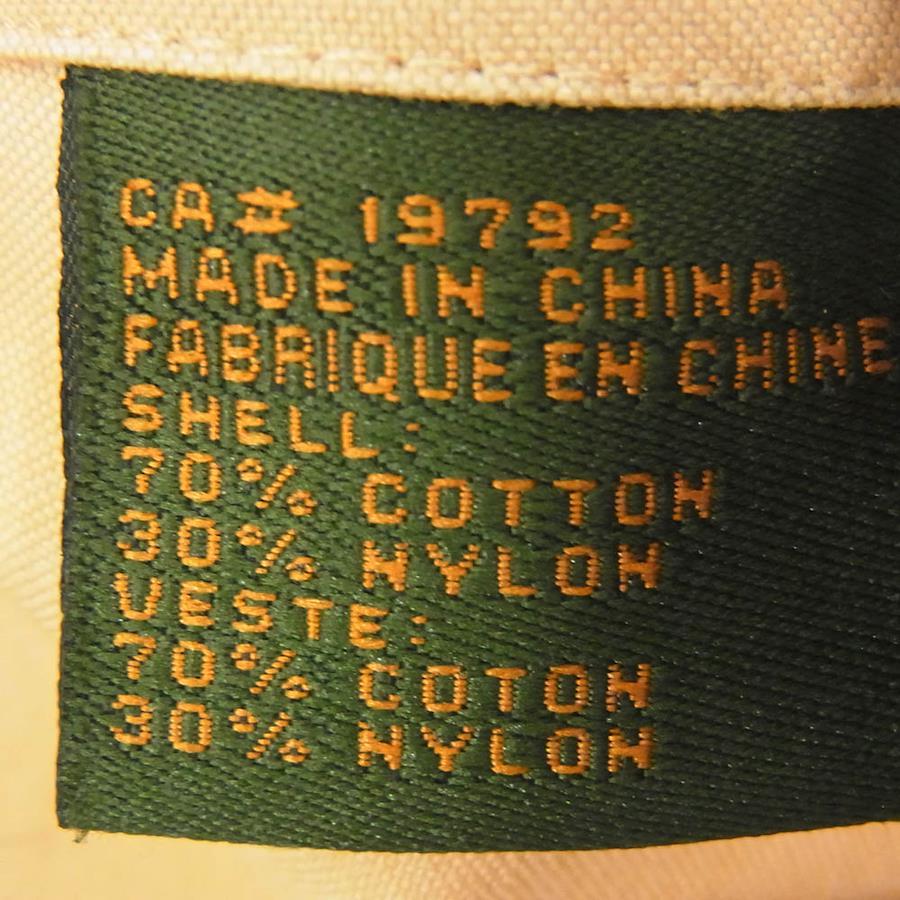 CA# 19792
MADE IN CHINA
FABRIQUE EN CHINE
SHELL:
70% COTTON
30% NYLON
VESTE:
70% COTON
30% NYLON